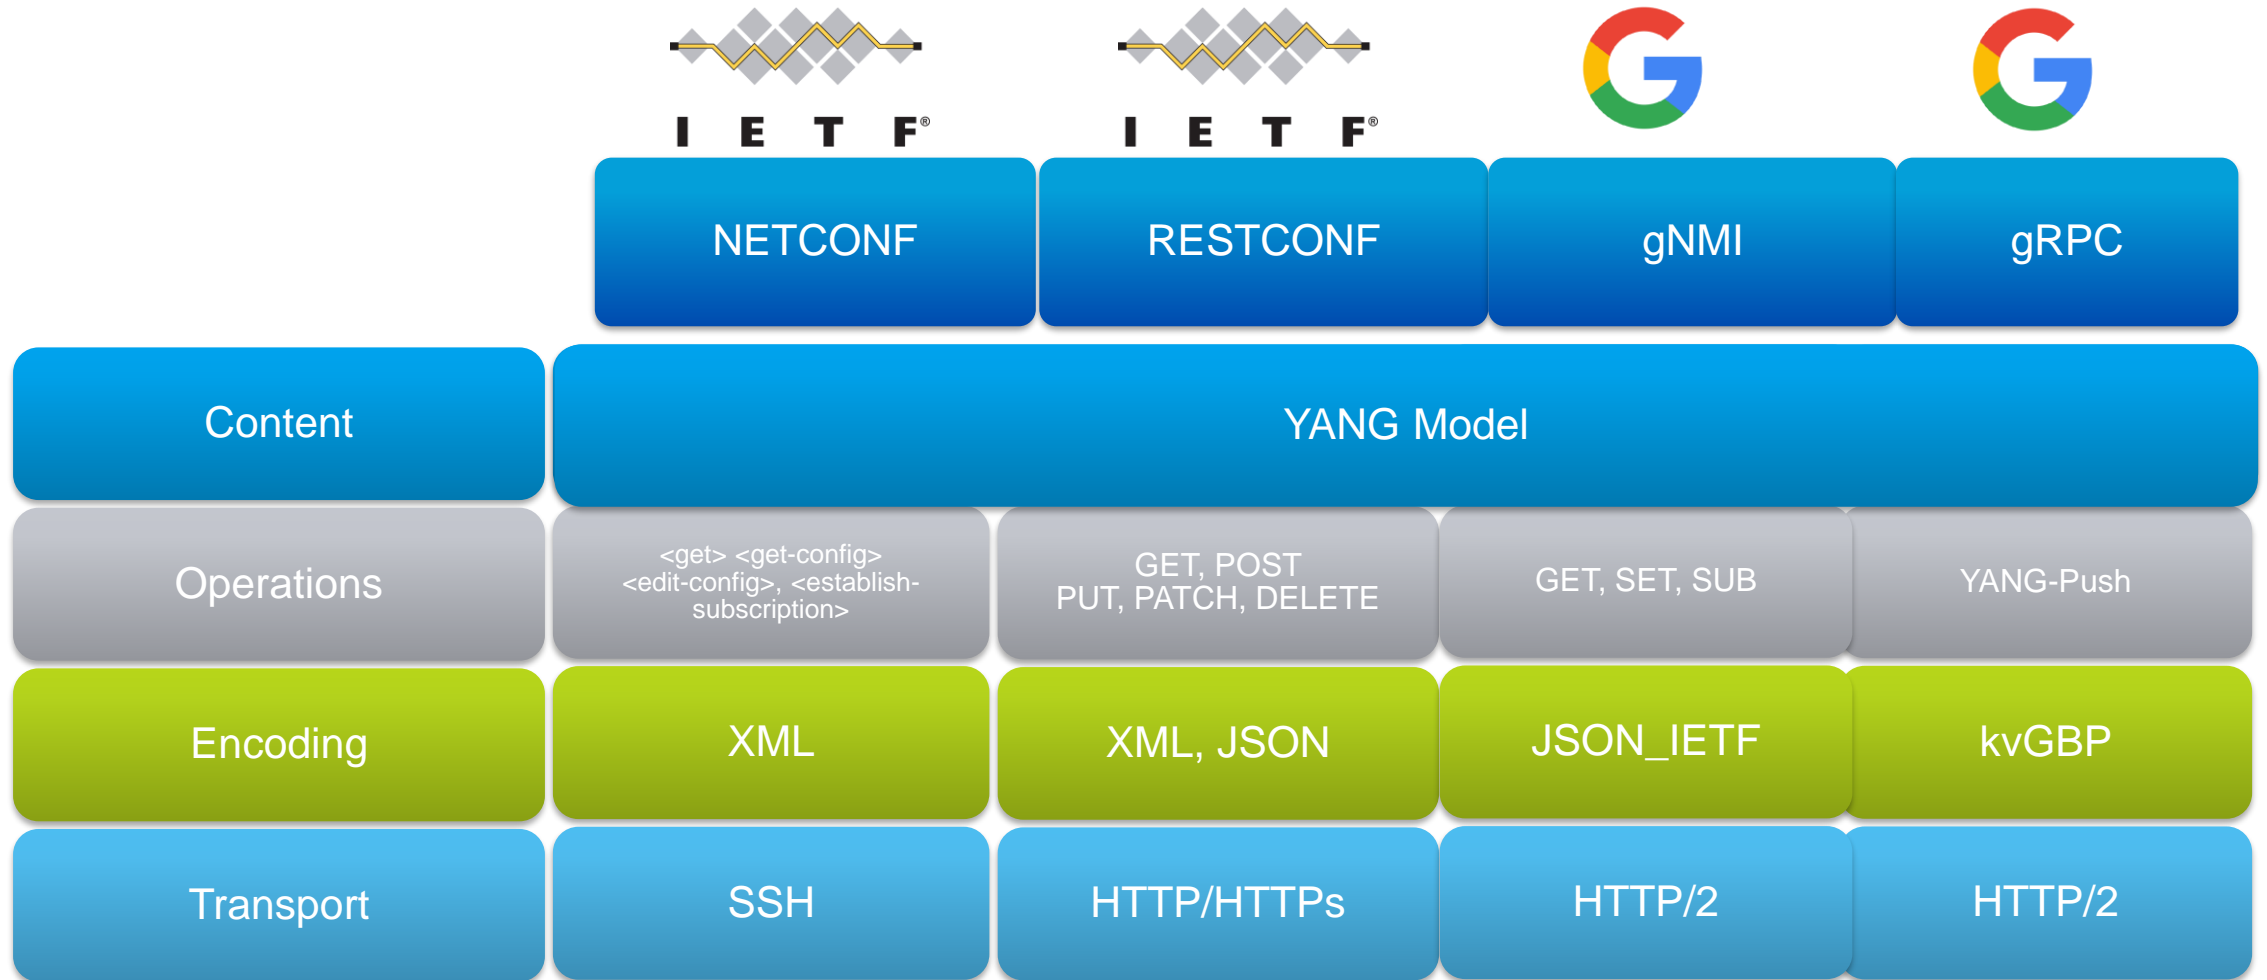 I E T F®
I E T F®
NETCONF
RESTCONF
gNMI
gRPC
Content
YANG Model
Operations
<get> <get-config>
<edit-config>, <establish-
subscription>
GET, POST
PUT, PATCH, DELETE
GET, SET, SUB
YANG-Push
Encoding
XML
XML, JSON
JSON_IETF
kvGBP
Transport
SSH
HTTP/HTTPs
HTTP/2
HTTP/2